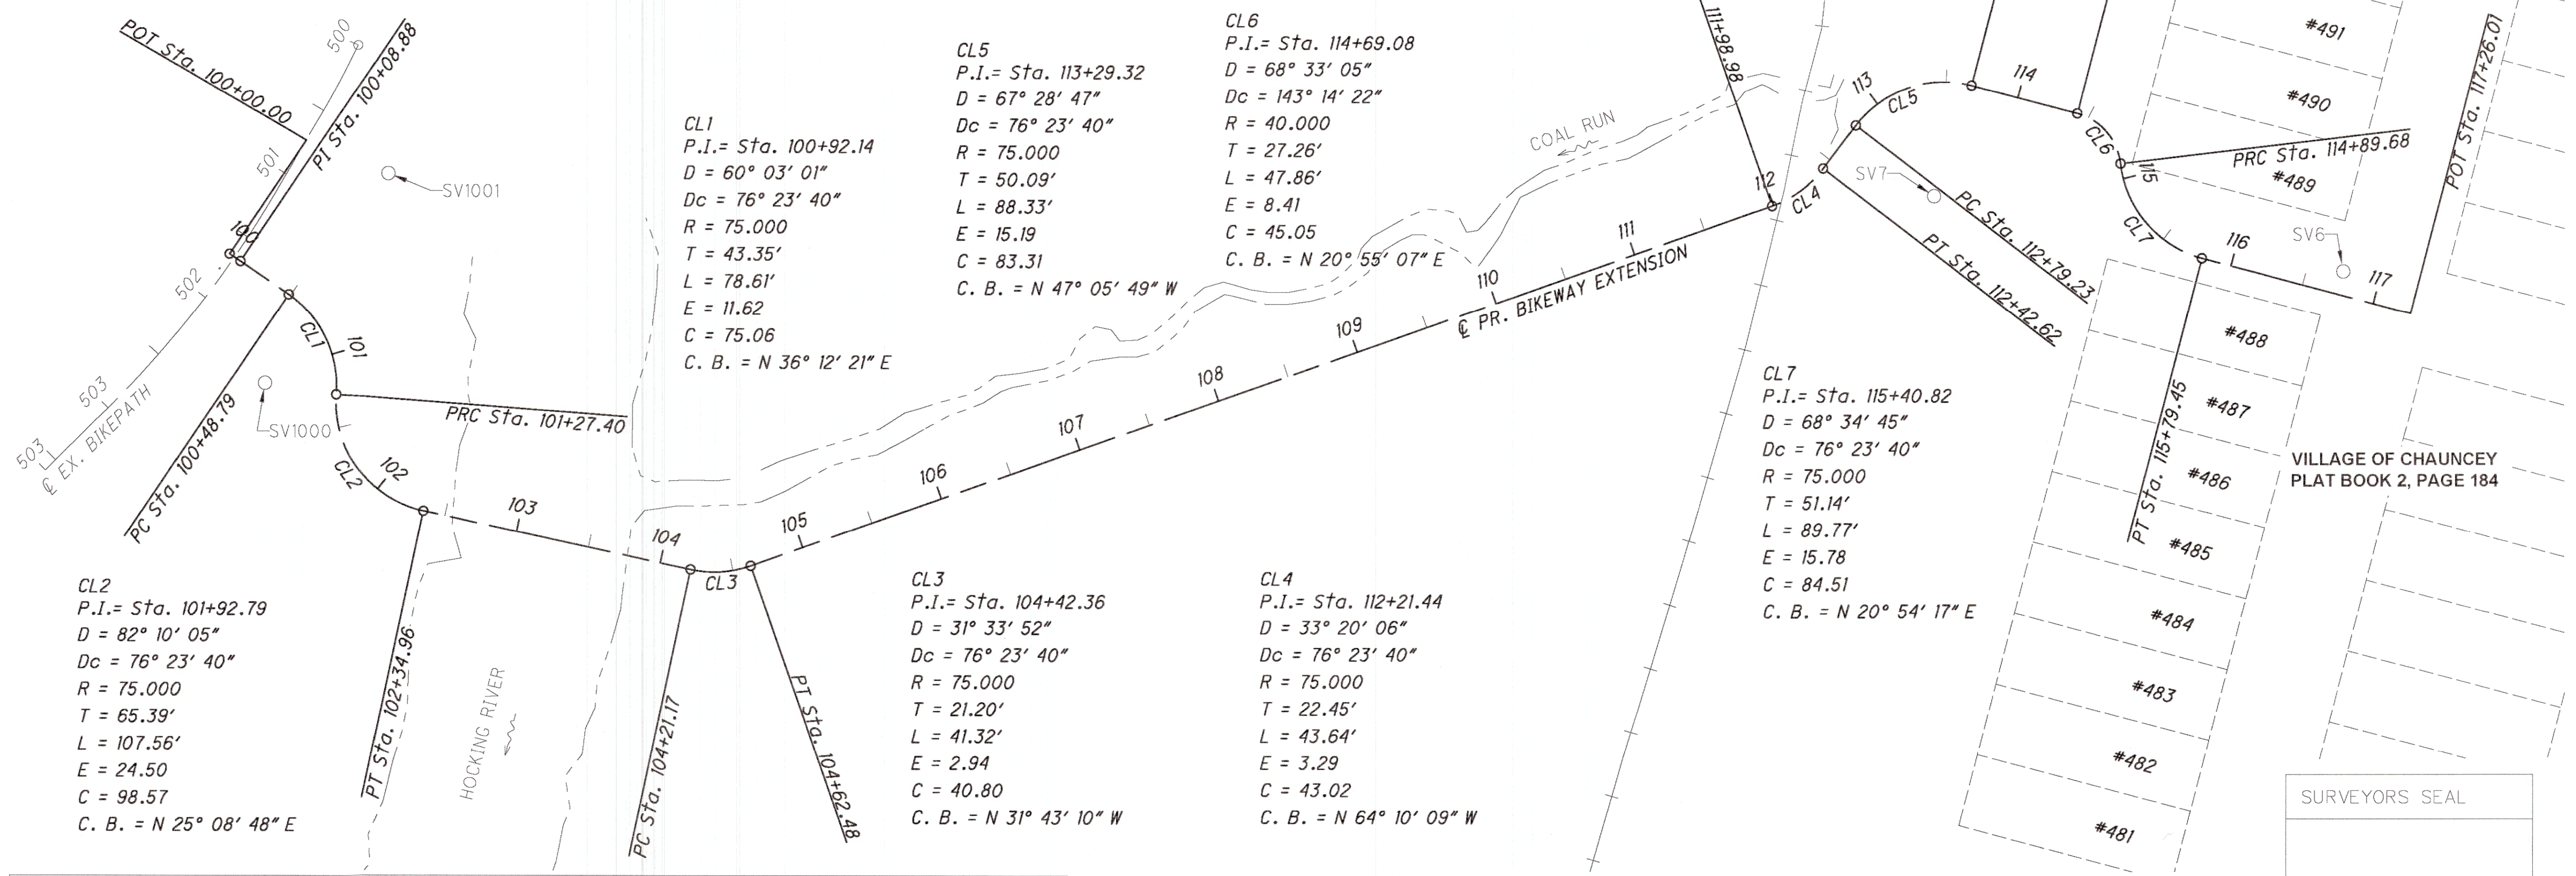 POT Sta. 100+00.00
500
PI Sta. 100+08.88
501
SV1001
100
502
503
503
℄ EX. BIKEPATH
CL1
101
SV1000
PC Sta. 100+48.79
PRC Sta. 101+27.40
CL2
102
PT Sta. 102+34.96
HOCKING RIVER
103
104
CL3
PC Sta. 104+21.17
PT Sta. 104+62.48
105
106
107
108
109
110
111
℄ PR. BIKEWAY EXTENSION
COAL RUN
111+98.98
112
CL4
PT Sta. 112+42.62
PC Sta. 112+79.23
SV7
113
CL5
114
CL6
PRC Sta. 114+89.68
115
CL7
PT Sta. 115+79.45
116
SV6
117
POT Sta. 117+26.01
CL1
P.I.= Sta. 100+92.14
D = 60° 03' 01"
Dc = 76° 23' 40"
R = 75.000
T = 43.35'
L = 78.61'
E = 11.62
C = 75.06
C. B. = N 36° 12' 21" E
CL5
P.I.= Sta. 113+29.32
D = 67° 28' 47"
Dc = 76° 23' 40"
R = 75.000
T = 50.09'
L = 88.33'
E = 15.19
C = 83.31
C. B. = N 47° 05' 49" W
CL6
P.I.= Sta. 114+69.08
D = 68° 33' 05"
Dc = 143° 14' 22"
R = 40.000
T = 27.26'
L = 47.86'
E = 8.41
C = 45.05
C. B. = N 20° 55' 07" E
CL2
P.I.= Sta. 101+92.79
D = 82° 10' 05"
Dc = 76° 23' 40"
R = 75.000
T = 65.39'
L = 107.56'
E = 24.50
C = 98.57
C. B. = N 25° 08' 48" E
CL3
P.I.= Sta. 104+42.36
D = 31° 33' 52"
Dc = 76° 23' 40"
R = 75.000
T = 21.20'
L = 41.32'
E = 2.94
C = 40.80
C. B. = N 31° 43' 10" W
CL4
P.I.= Sta. 112+21.44
D = 33° 20' 06"
Dc = 76° 23' 40"
R = 75.000
T = 22.45'
L = 43.64'
E = 3.29
C = 43.02
C. B. = N 64° 10' 09" W
CL7
P.I.= Sta. 115+40.82
D = 68° 34' 45"
Dc = 76° 23' 40"
R = 75.000
T = 51.14'
L = 89.77'
E = 15.78
C = 84.51
C. B. = N 20° 54' 17" E
#491
#490
#489
#488
#487
#486
#485
#484
#483
#482
#481
VILLAGE OF CHAUNCEY
PLAT BOOK 2, PAGE 184
SURVEYORS SEAL